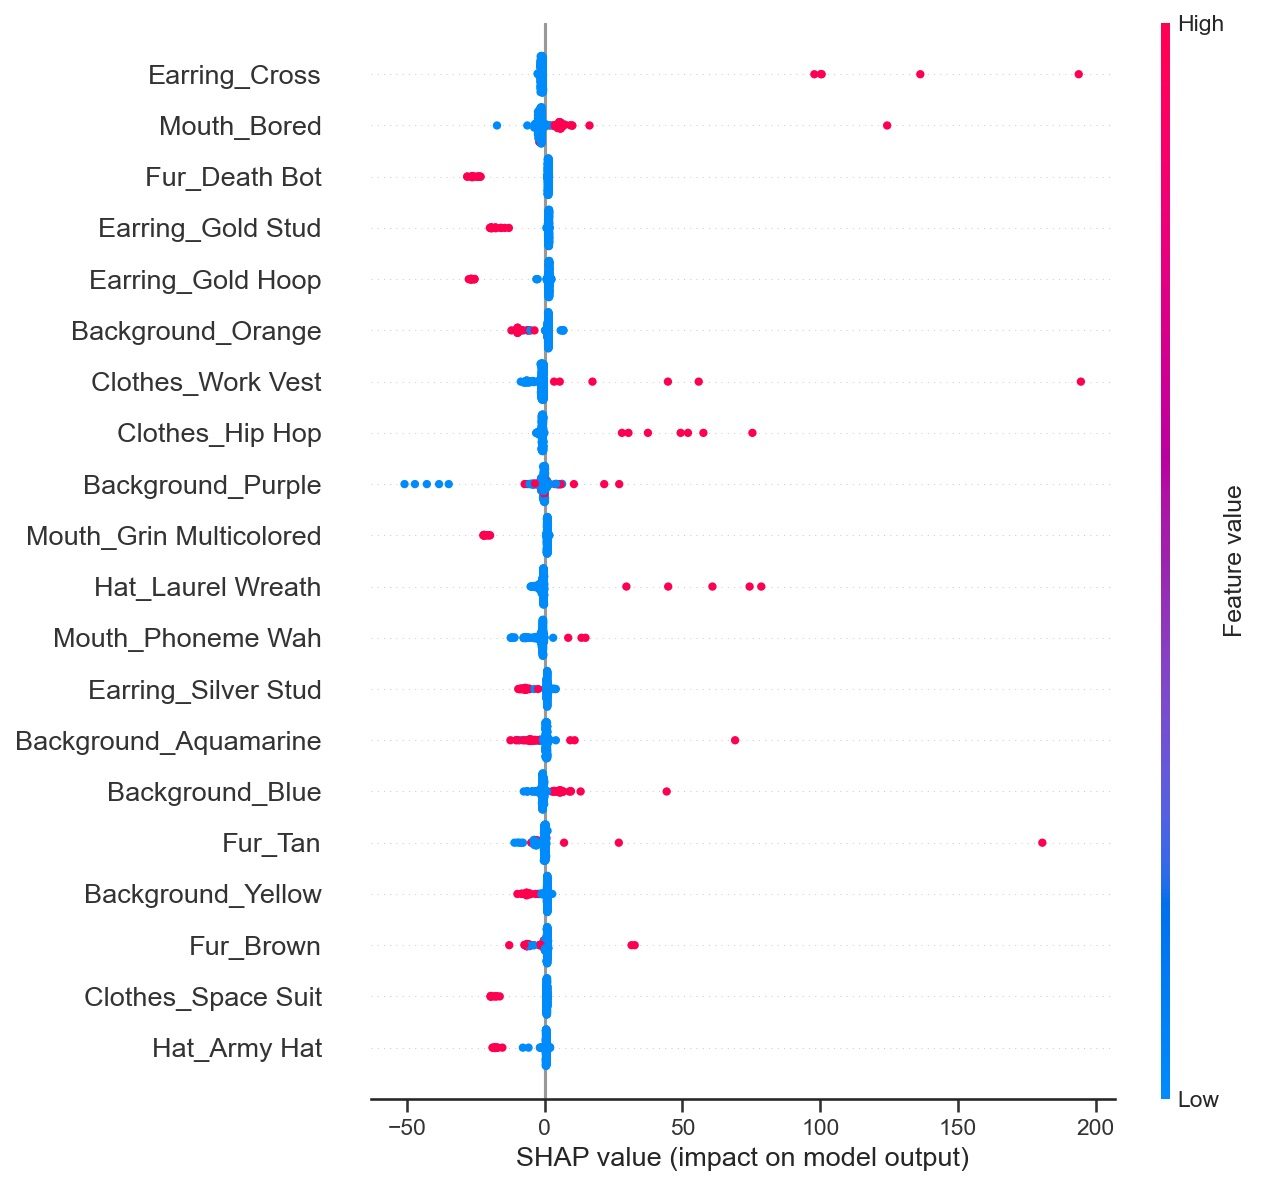 High
Earring_Cross
Mouth_Bored
Fur_Death Bot
Earring_Gold Stud
Earring_Gold Hoop
Background_Orange
Clothes_Work Vest
Clothes_Hip Hop
Background_Purple
Mouth_Grin Multicolored
Hat_Laurel Wreath
Mouth_Phoneme Wah
Earring_Silver Stud
Background_Aquamarine
Background_Blue
Fur_Tan
Background_Yellow
Fur_Brown
Clothes_Space Suit
Hat_Army Hat
Feature value
Low
−50 0 50 100 150 200
SHAP value (impact on model output)